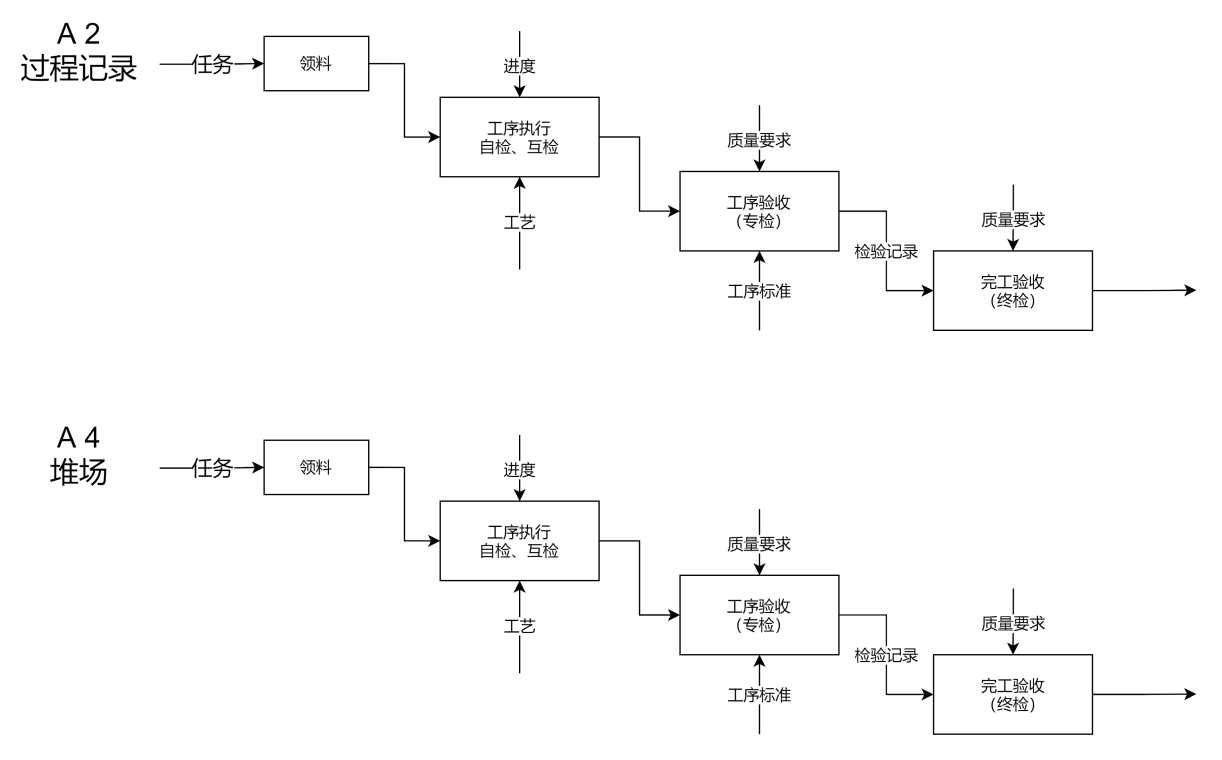 A 2
过程记录
任务
领料
进度
工序执行
自检、互检
工艺
质量要求
工序验收
（专检）
工序标准
检验记录
质量要求
完工验收
（终检）
A 4
堆场
任务
领料
进度
工序执行
自检、互检
工艺
质量要求
工序验收
（专检）
工序标准
检验记录
质量要求
完工验收
（终检）